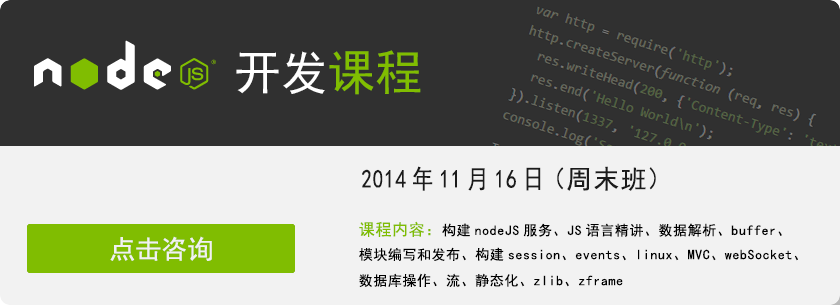 node JS 开发课程
var http = require('http');
http.createServer(function (req, res) {
res.writeHead(200, {'Content-Type':
res.end('Hello World\n');
}).listen(1337, '127.0.0
console.log('
2014年11月16日（周末班）
点击咨询
课程内容：构建nodeJS服务、JS语言精讲、数据解析、buffer、
模块编写和发布、构建session、events、linux、MVC、webSocket、
数据库操作、流、静态化、zlib、zframe